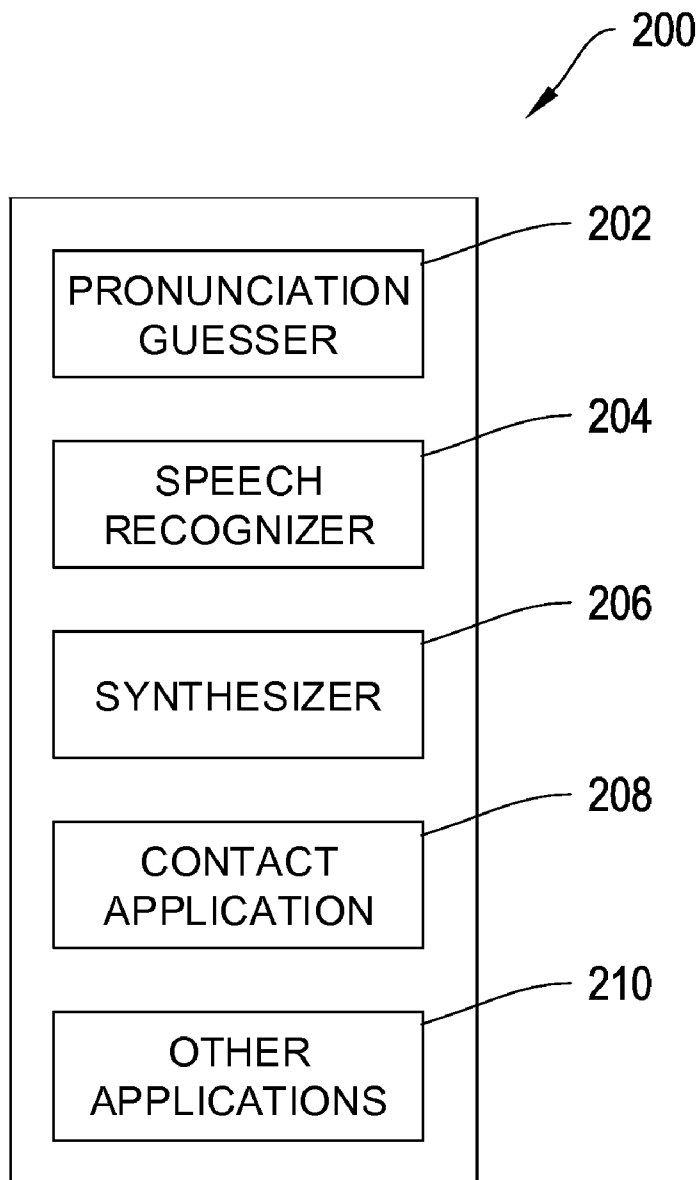 200
202
PRONUNCIATION
GUESSER
204
SPEECH
RECOGNIZER
206
SYNTHESIZER
208
CONTACT
APPLICATION
210
OTHER
APPLICATIONS